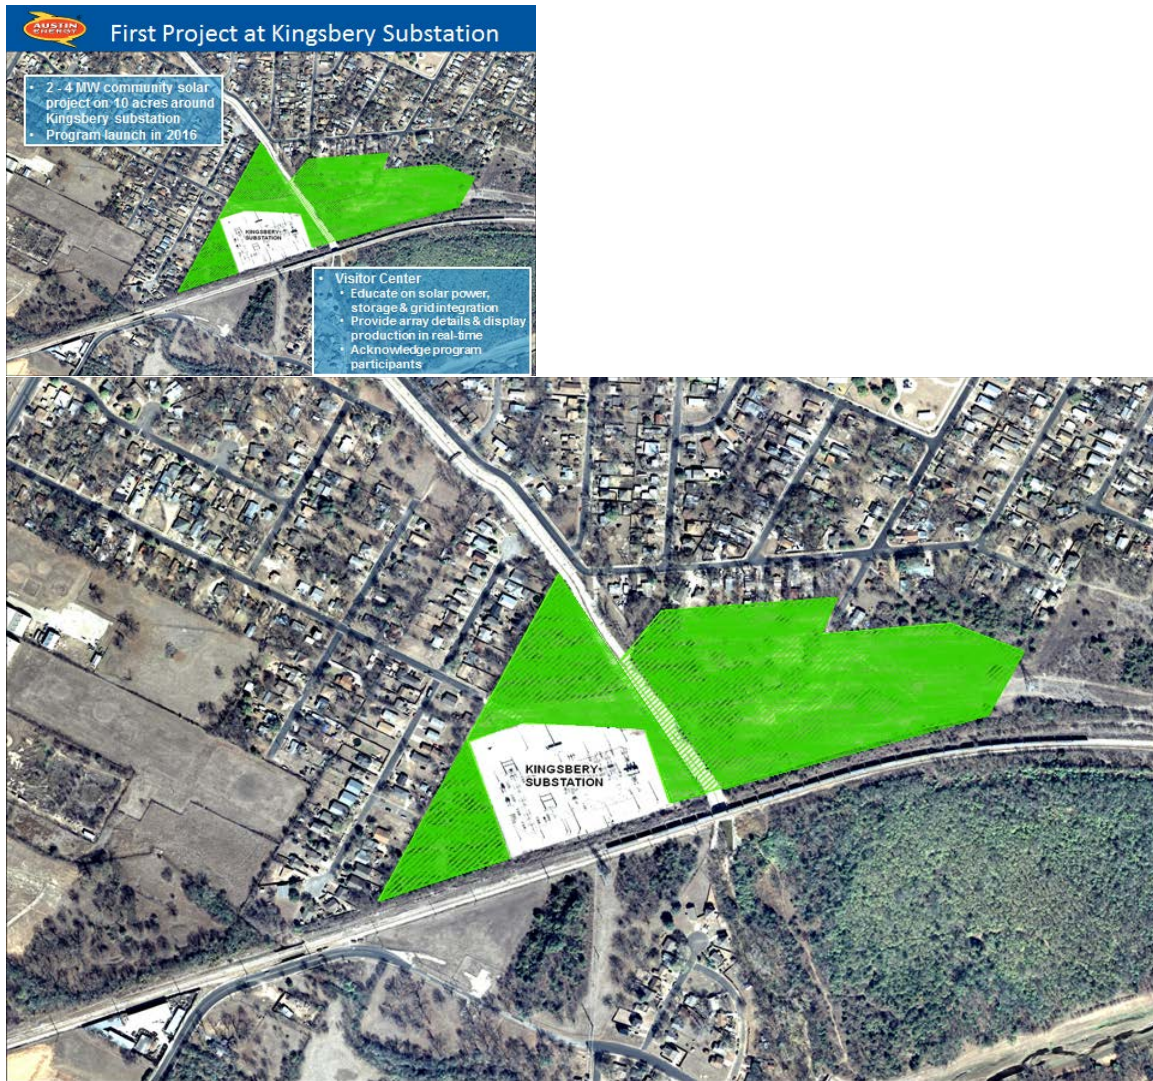 AUSTIN
ENERGY
First Project at Kingsbery Substation
• 2 - 4 MW community solar
project on 10 acres around
Kingsbery substation
• Program launch in 2016
KINGSBERY
SUBSTATION
• Visitor Center
• Educate on solar power,
storage & grid integration
• Provide array details & display
production in real-time
• Acknowledge program
participants
KINGSBERY
SUBSTATION